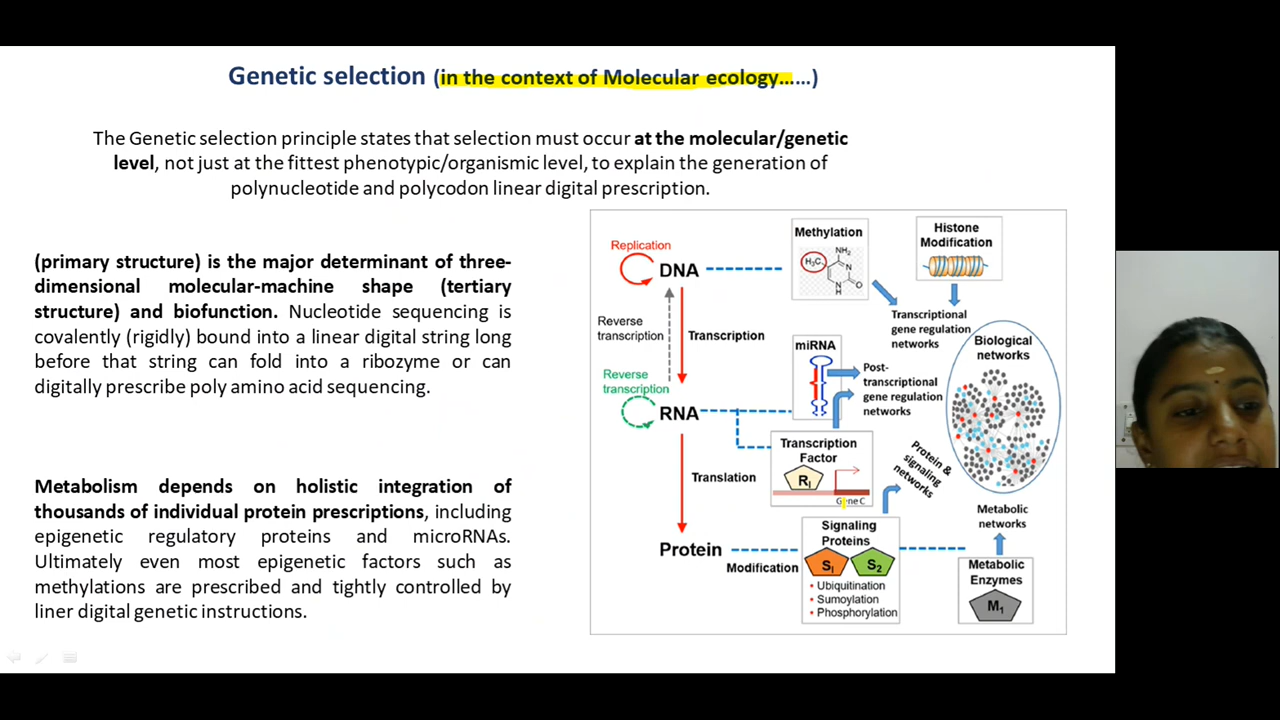 Genetic selection (in the context of Molecular ecology……)
The Genetic selection principle states that selection must occur at the molecular/genetic
level, not just at the fittest phenotypic/organismic level, to explain the generation of
polynucleotide and polycodon linear digital prescription.
(primary structure) is the major determinant of three-
dimensional molecular-machine shape (tertiary
structure) and biofunction. Nucleotide sequencing is
covalently (rigidly) bound into a linear digital string long
before that string can fold into a ribozyme or can
digitally prescribe poly amino acid sequencing.
Metabolism depends on holistic integration of
thousands of individual protein prescriptions, including
epigenetic regulatory proteins and microRNAs.
Ultimately even most epigenetic factors such as
methylations are prescribed and tightly controlled by
liner digital genetic instructions.
Replication
DNA
Reverse
transcription
Transcription
Reverse
transcription
RNA
Translation
Protein
Modification
Methylation
NH₂
H₃C
N
N
H
O
Histone
Modification
Transcriptional
gene regulation
networks
miRNA
Post-
transcriptional
gene regulation
networks
Transcription
Factor
R₁
Gene C
Protein &
signaling
networks
Signaling
Proteins
S₁
S₂
• Ubiquitination
• Sumoylation
• Phosphorylation
Biological
networks
Metabolic
networks
Metabolic
Enzymes
M₁